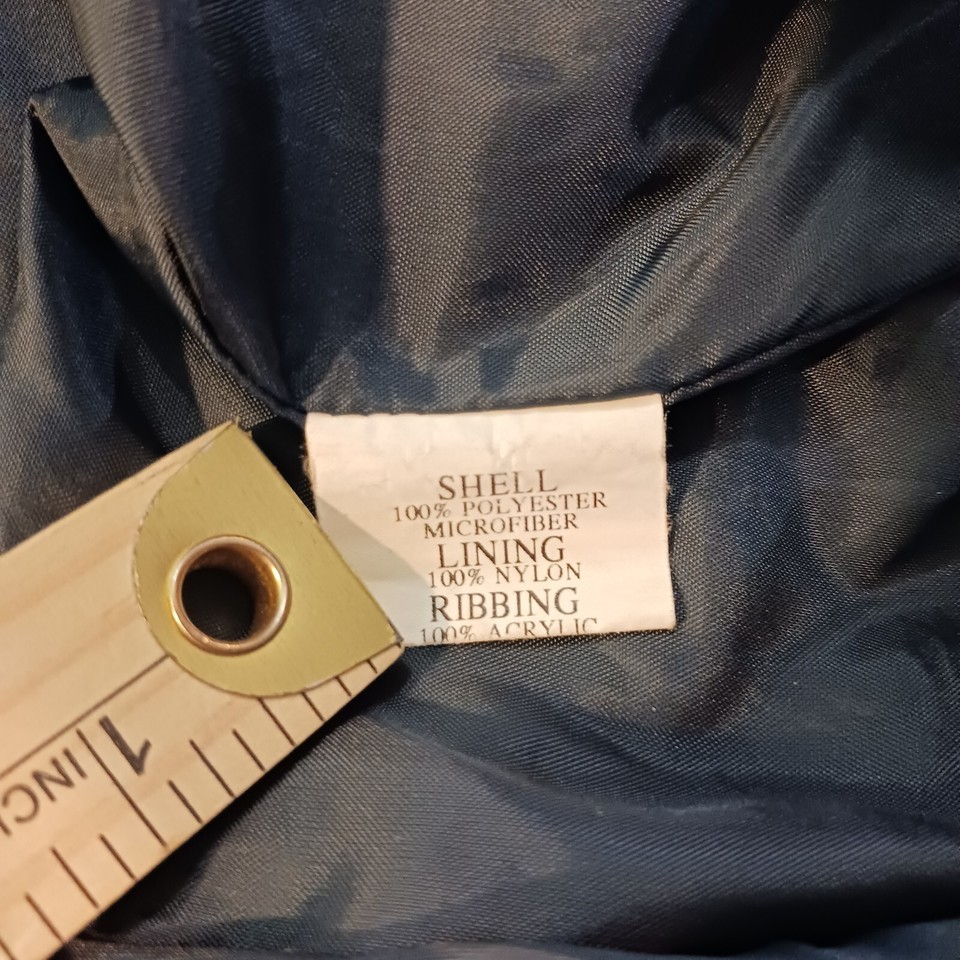 SHELL
100% POLYESTER
MICROFIBER
LINING
100% NYLON
RIBBING
100% ACRYLIC
1
INC